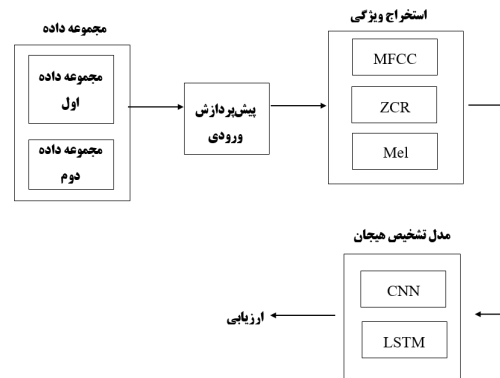 مجموعه داده
مجموعه داده
اول
مجموعه داده
دوم
پیش‌پردازش
ورودی
استخراج ویژگی
MFCC
ZCR
Mel
مدل تشخیص هیجان
CNN
LSTM
ارزیابی